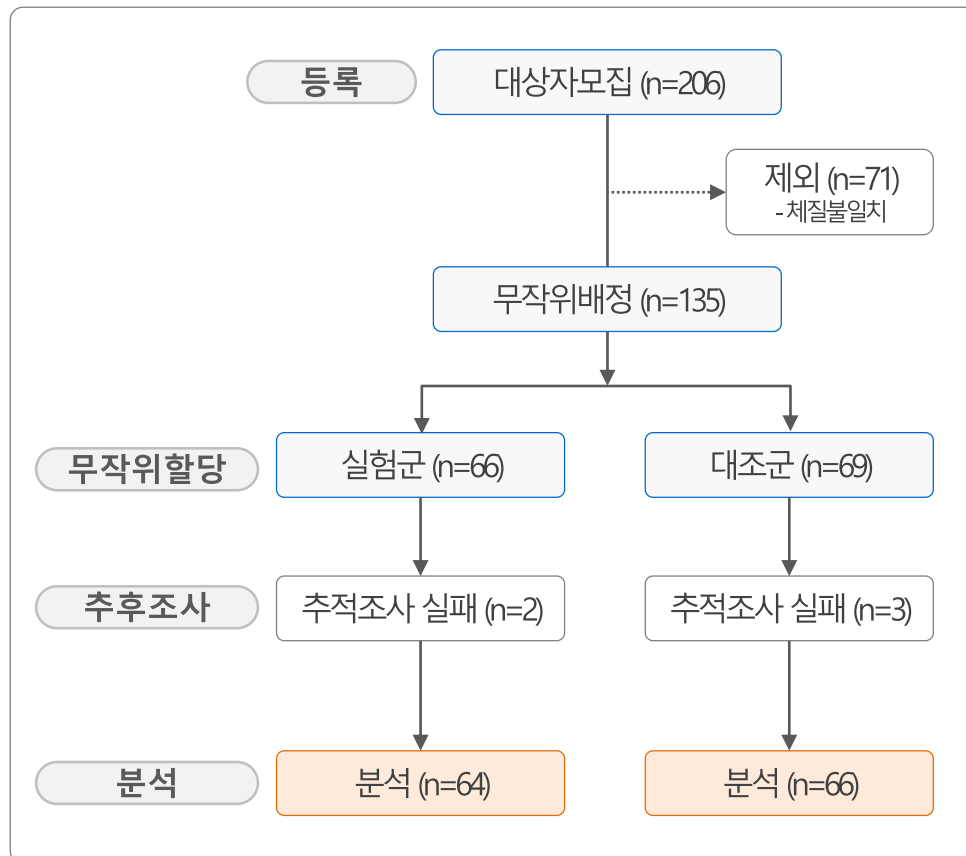 등록
대상자모집 (n=206)
제외 (n=71)
- 체질불일치
무작위배정 (n=135)
무작위할당
실험군 (n=66)
대조군 (n=69)
추후조사
추적조사 실패 (n=2)
추적조사 실패 (n=3)
분석
분석 (n=64)
분석 (n=66)